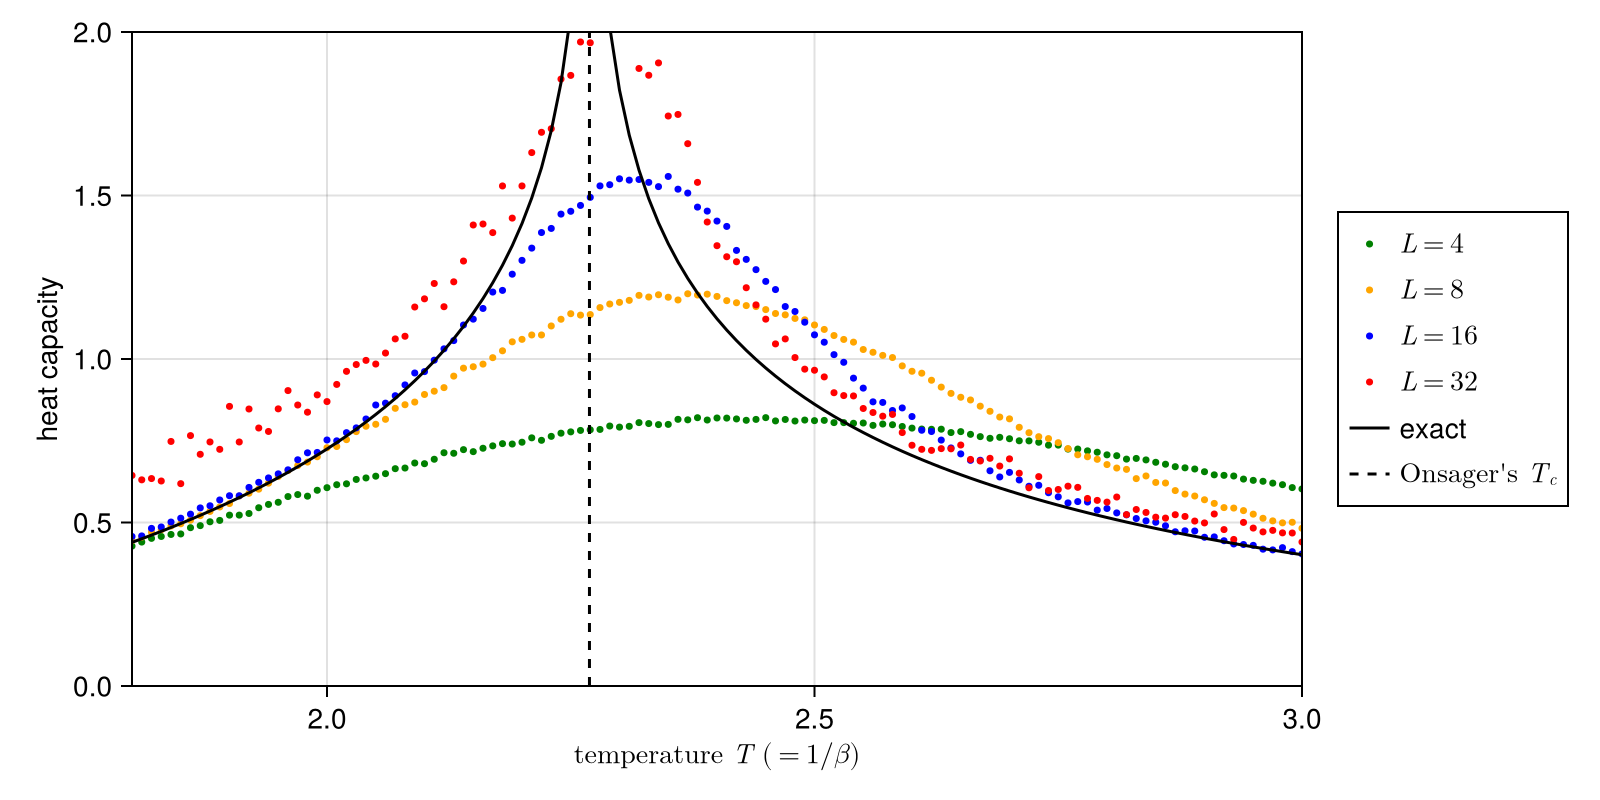 2.0
1.5
1.0
0.5
0.0
heat capacity
2.0
2.5
3.0
temperature T ( = 1/β)
L = 4
L = 8
L = 16
L = 32
exact
Onsager's T_c